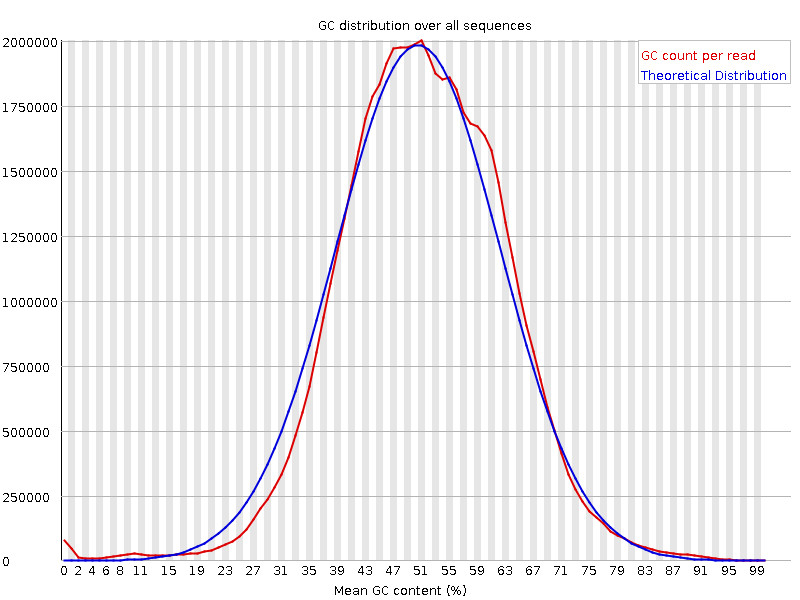 GC distribution over all sequences
GC count per read
Theoretical Distribution
2000000
1750000
1500000
1250000
1000000
750000
500000
250000
0
0 2 4 6 8 11 15 19 23 27 31 35 39 43 47 51 55 59 63 67 71 75 79 83 87 91 95 99
Mean GC content (%)